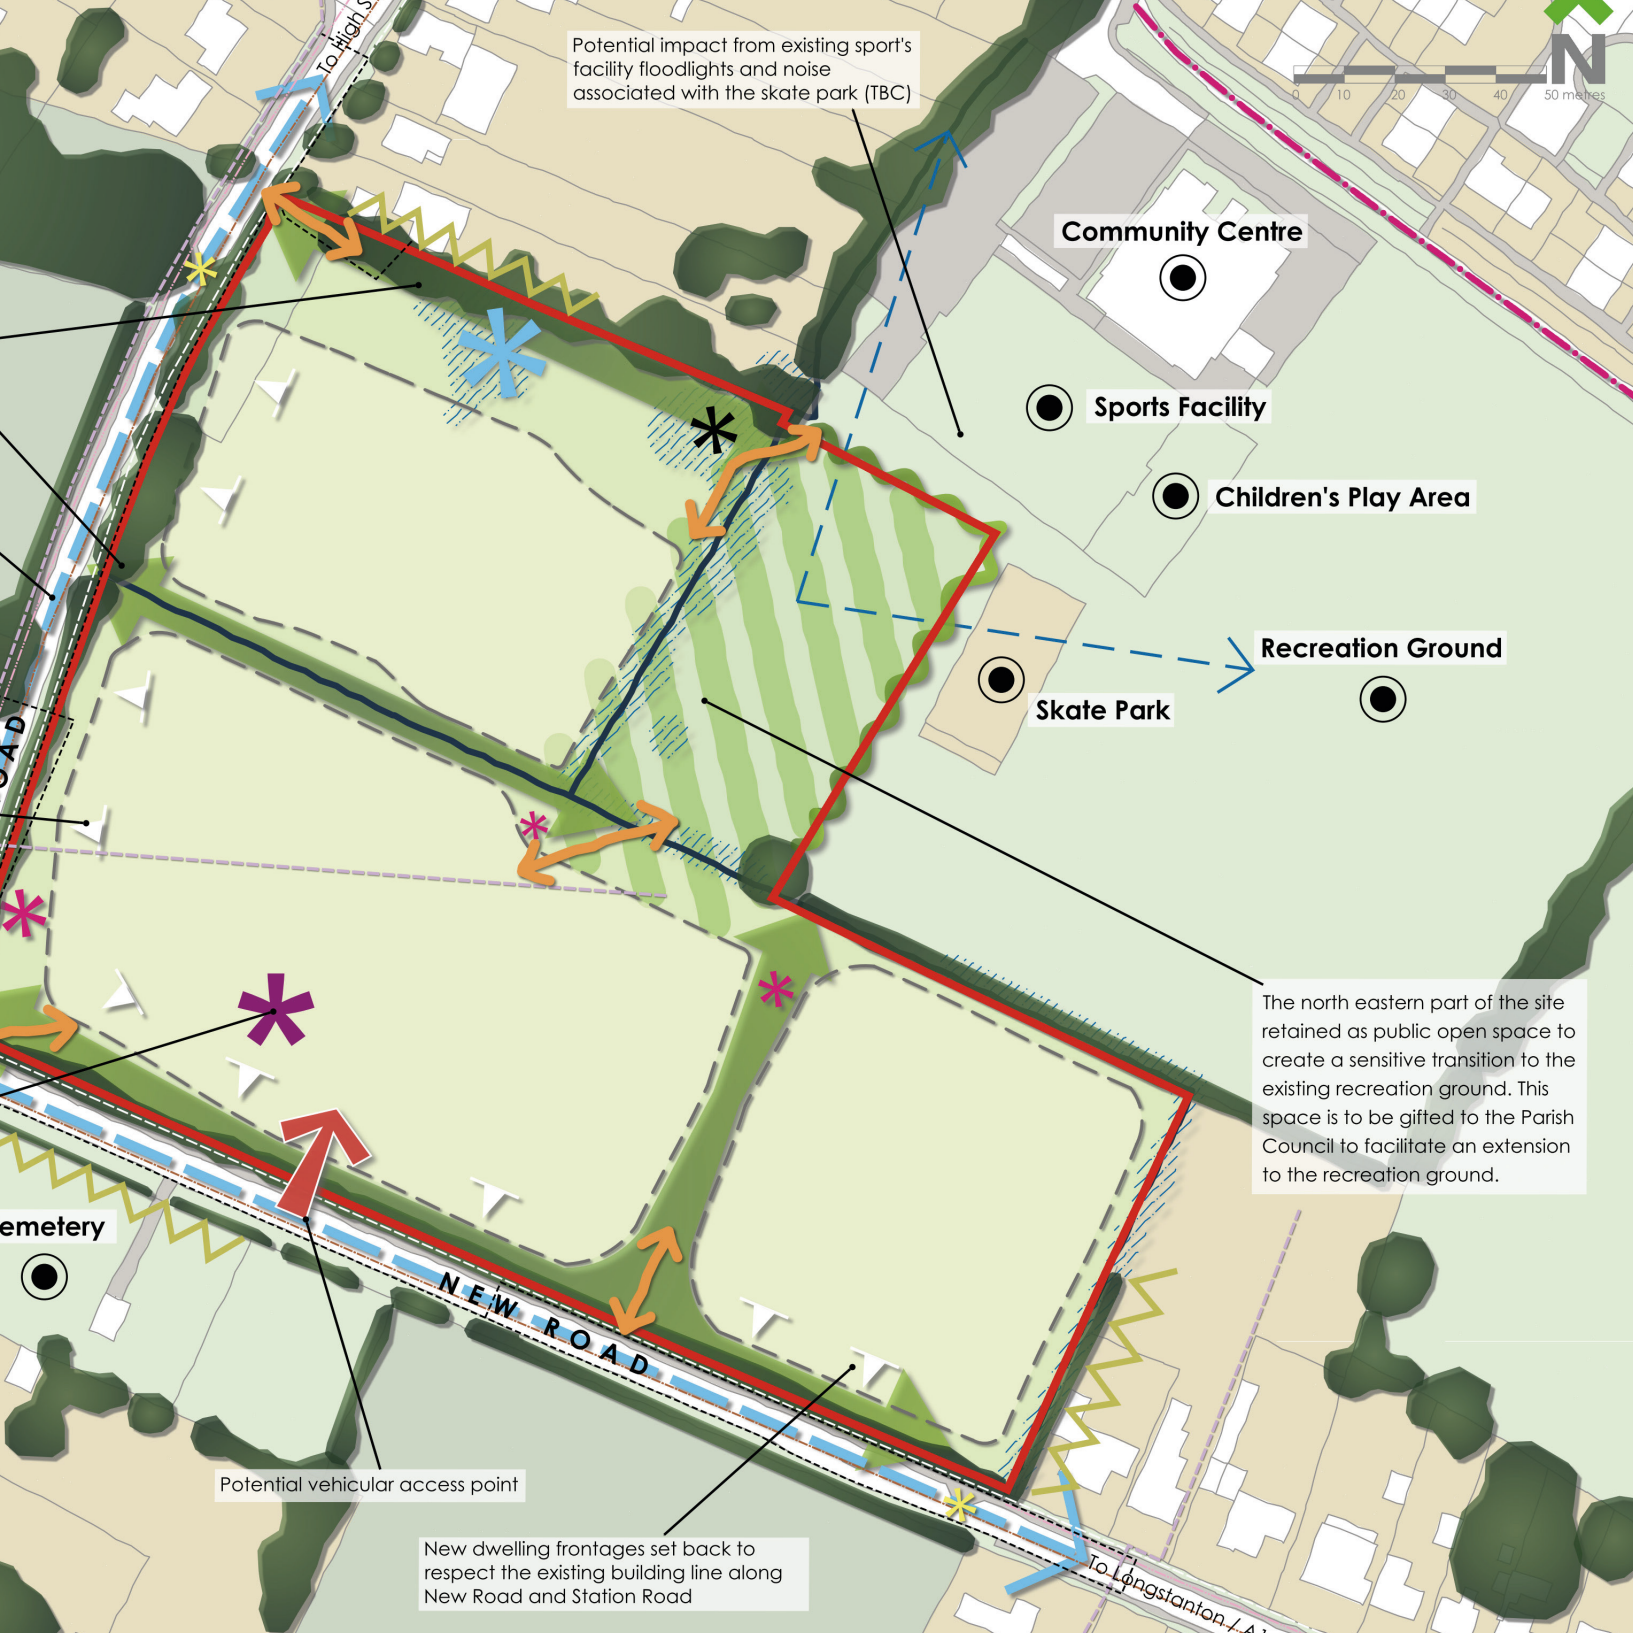 To High S
Potential impact from existing sport's
facility floodlights and noise
associated with the skate park (TBC)
N
0 10 20 30 40 50 metres
Community Centre
Sports Facility
Children's Play Area
Recreation Ground
Skate Park
OAD
The north eastern part of the site
retained as public open space to
create a sensitive transition to the
existing recreation ground. This
space is to be gifted to the Parish
Council to facilitate an extension
to the recreation ground.
emetery
NEW ROAD
Potential vehicular access point
New dwelling frontages set back to
respect the existing building line along
New Road and Station Road
To Longstanton /